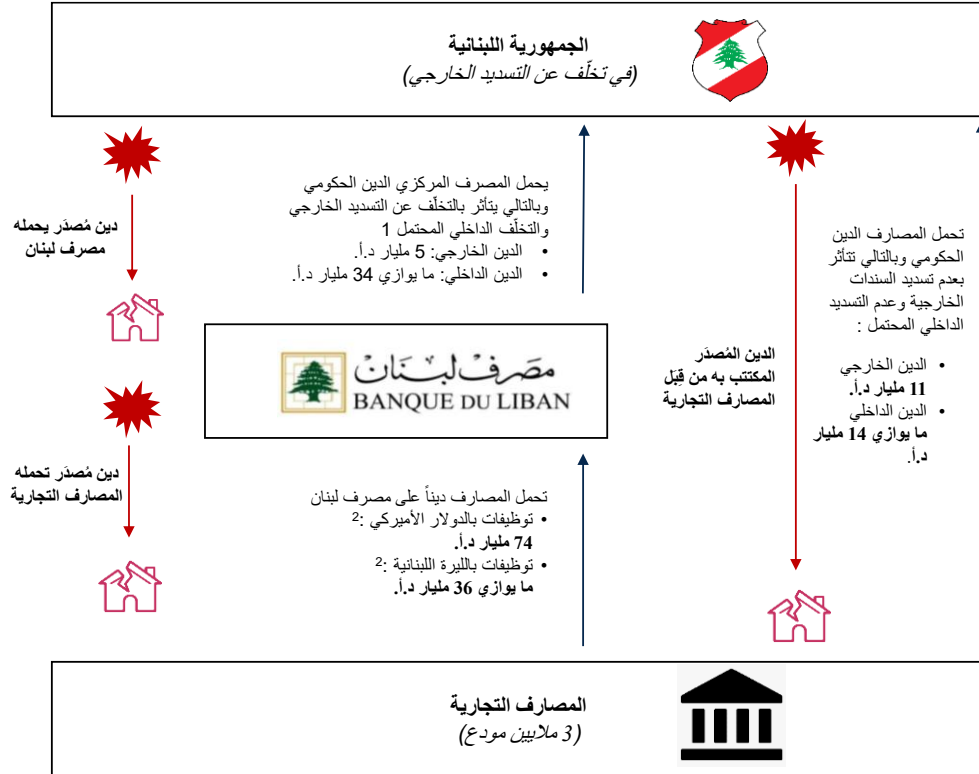 الجمهورية اللبنانية
(في تخلّف عن التسديد الخارجي)
يحمل المصرف المركزي الدين الحكومي
وبالتالي يتأثر بالتخلّف عن التسديد الخارجي
والتخلّف الداخلي المحتمل 1
• الدين الخارجي: 5 مليار د.أ.
• الدين الداخلي: ما يوازي 34 مليار د.أ.
دين مُصدَر يحمله
مصرف لبنان
تحمل المصارف الدين
الحكومي وبالتالي تتأثر
بعدم تسديد السندات
الخارجية وعدم التسديد
الداخلي المحتمل :
• الدين الخارجي
11 مليار د.أ.
• الدين الداخلي
ما يوازي 14 مليار
د.أ.
الدين المُصدَر
المكتتب به من قِبَل
المصارف التجارية
مصرف لبنان
BANQUE DU LIBAN
دين مُصدَر تحمله
المصارف التجارية
تحمل المصارف ديناً على مصرف لبنان
• توظيفات بالدولار الأميركي :2
74 مليار د.أ.
• توظيفات بالليرة اللبنانية :2
ما يوازي 36 مليار د.أ.
المصارف التجارية
(3 ملايين مودع)